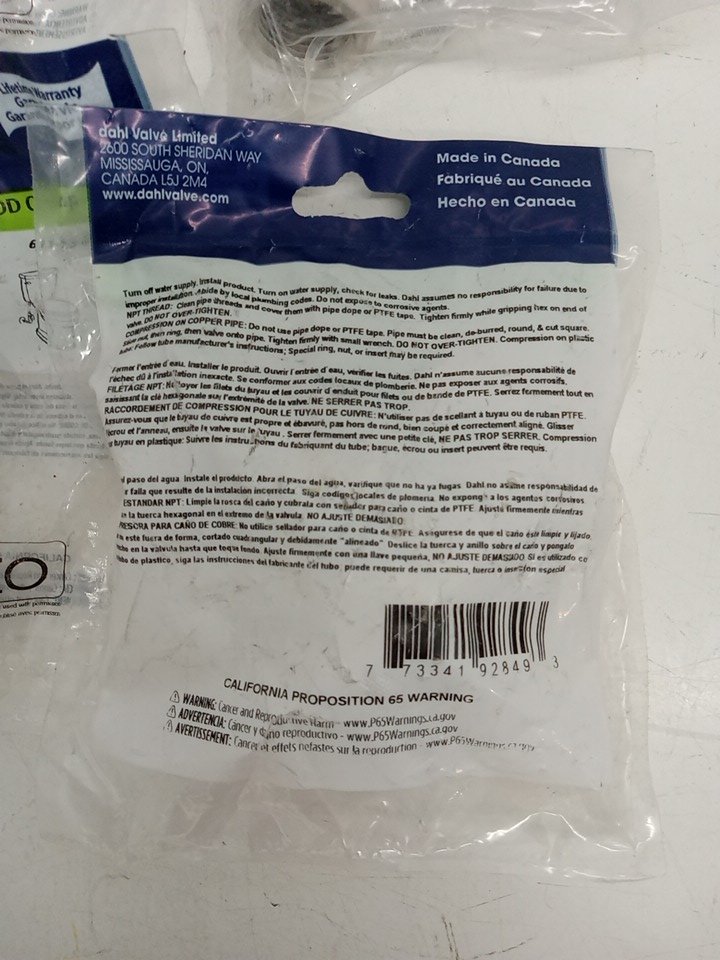 Lifetime Warranty
dahl Valve Limited
2600 SOUTH SHERIDAN WAY
MISSISSAUGA, ON,
CANADA L5J 2M4
www.dahlvalve.com
Made in Canada
Fabriqué au Canada
Hecho en Canada
Turn off water supply. Install product. Turn on water supply, check for leaks. Dahl assumes no responsibility for failure due to
improper installation. Abide by local plumbing codes. Do not expose to corrosive agents.
NPT THREAD: Clean pipe threads and cover them with pipe dope or PTFE tape. Tighten firmly while gripping hex on end of
valve. DO NOT OVER-TIGHTEN.
COMPRESSION ON COPPER PIPE: Do not use pipe dope or PTFE tape. Pipe must be clean, de-burred, round, & cut square.
nut, then ring, then valve onto pipe. Tighten firmly with small wrench. DO NOT OVER-TIGHTEN. Compression on plastic
Follow tube manufacturer's instructions; Special ring, nut, or insert may be required.
Fermer l'entrée d'eau. Installer le produit. Ouvrir l'entrée d'eau, vérifier les fuites. Dahl n'assume aucune responsabilité de
l'échec dû à l'installation inexacte. Se conformer aux codes locaux de plomberie. Ne pas exposer aux agents corrosifs.
FILETAGE NPT: Nettoyer les filets du tuyau et les couvrir d'enduit pour filets ou de bande de PTFE. Serrez fermement tout en
saisissant la clé hexagonale sur l'extrémité de la valve. NE SERRER PAS TROP.
RACCORDEMENT DE COMPRESSION POUR LE TUYAU DE CUIVRE: N'utiliser pas de scellant à tuyau ou de ruban PTFE.
Assurez-vous que le tuyau de cuivre est propre et ébavuré, pas hors de rond, bien coupé et correctement aligné. Glisser
écrou et l'anneau, ensuite la valve sur le tuyau. Serrer fermement avec une petite clé, NE PAS TROP SERRER. Compression
tuyau en plastique: Suivre les instructions du fabriquant du tube; bague, écrou ou insert peuvent être requis.
paso del agua. Instale el producto. Abra el paso del agua, varifique que no ha ya fugas. Dahl no assume responsabilidad de
falla que resulte de la instalacion incorrecta. Siga codigos locales de plomeria. No exponga a los agentes corrosivos.
ESTANDAR NPT: Limpie la rosca del caño y cubrala con sellador para caño o cinta de PTFE. Ajuste firmemente mientras
la tuerca hexagonal en el extremo de la valvula. NO AJUSTE DEMASIADO.
PARA CAÑO DE COBRE: No utilice sellador para caño o cinta de PTFE. Asegurese de que el caño este limpio y lijado,
este fuera de forma, cortado cuadrangular y debidamente "alineado" Deslice la tuerca y anillo sobre el caño y pongalo
en la valvula hasta que toque fondo. Ajuste firmemente con una llave pequeña, NO AJUSTE DEMASIADO. Si es utilizado co
de plastico, siga las instrucciones del fabricante del tubo, puede requerir de una camisa, tuerca o insercion especial
7 73341 92849 3
CALIFORNIA PROPOSITION 65 WARNING
⚠ WARNING: Cancer and Reproductive Harm - www.P65Warnings.ca.gov
⚠ ADVERTENCIA: Cáncer y daño reproductivo - www.P65Warnings.ca.gov
⚠ AVERTISSEMENT: Cancer et effets néfastes sur la reproduction - www.P65Warnings.ca.gov
used with permission